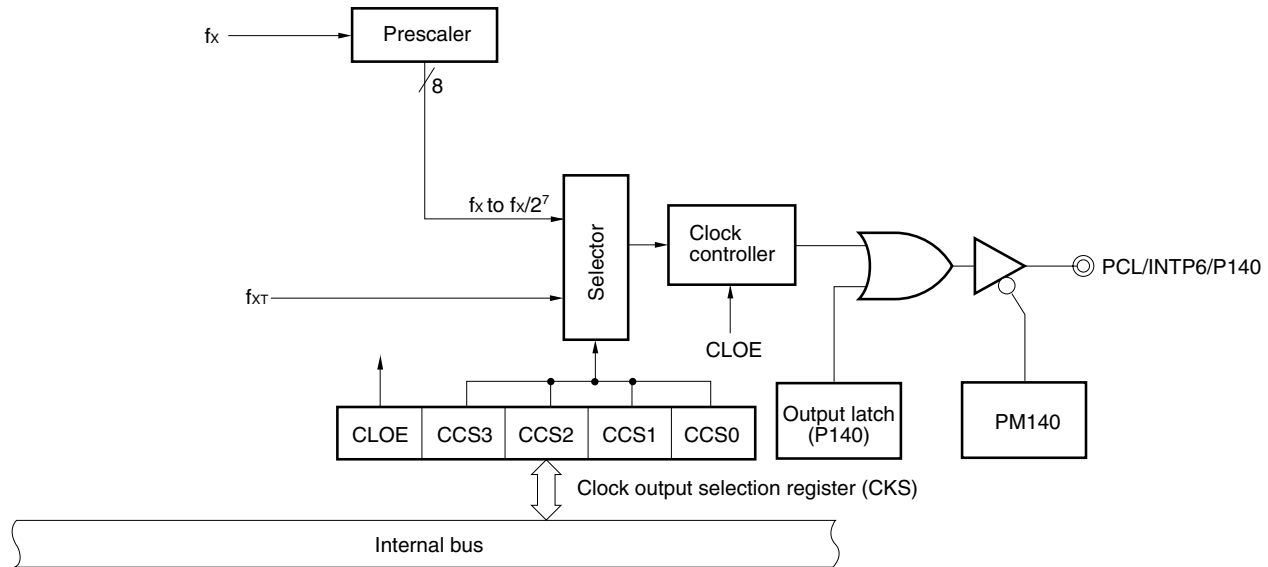 fX
Prescaler
8
fX to fX/2⁷
Selector
Clock
controller
PCL/INTP6/P140
fXT
CLOE
CLOE
CCS3
CCS2
CCS1
CCS0
Output latch
(P140)
PM140
Clock output selection register (CKS)
Internal bus